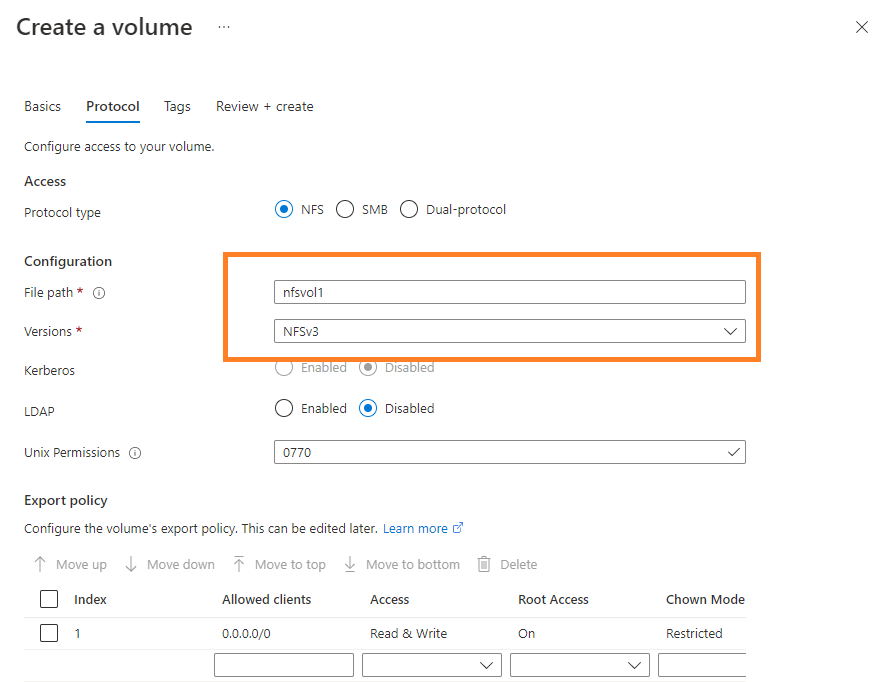 Create a volume ...
Basics Protocol Tags Review + create
Configure access to your volume.
Access
Protocol type NFS SMB Dual-protocol
Configuration
File path * nfsvol1
Versions * NFSv3
Kerberos Enabled Disabled
LDAP Enabled Disabled
Unix Permissions 0770
Export policy
Configure the volume's export policy. This can be edited later. Learn more
Move up Move down Move to top Move to bottom Delete
Index Allowed clients Access Root Access Chown Mode
1 0.0.0.0/0 Read & Write On Restricted